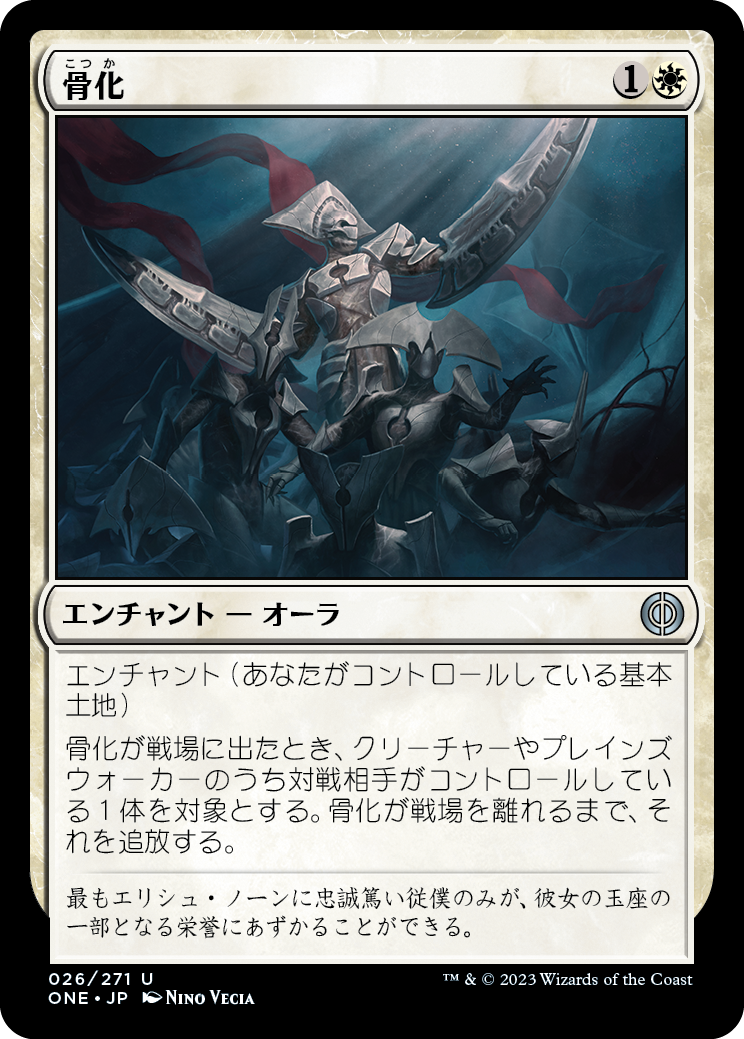 こつ か
骨化
1
エンチャント ― オーラ
エンチャント（あなたがコントロールしている基本
土地）
骨化が戦場に出たとき、クリーチャーやプレインズ
ウォーカーのうち対戦相手がコントロールしてい
る１体を対象とする。骨化が戦場を離れるまで、そ
れを追放する。
最もエリシュ・ノーンに忠誠篤い従僕のみが、彼女の玉座の
一部となる栄誉にあずかることができる。
026/271 U
ONE • JP Nino Vecia
™ & © 2023 Wizards of the Coast